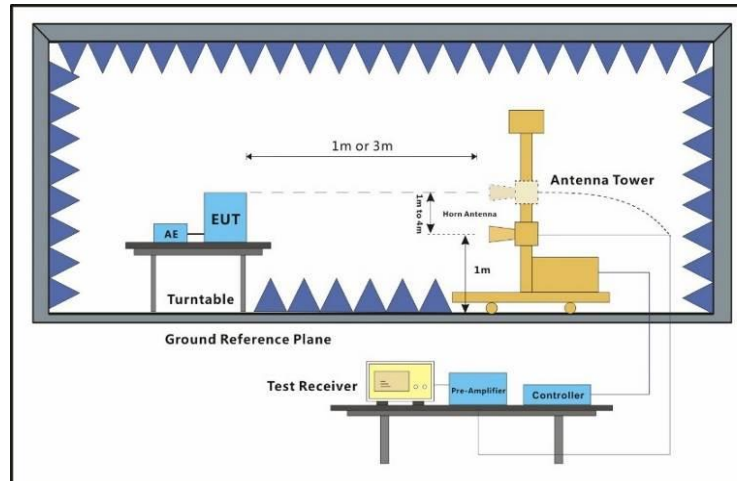 1m or 3m
Antenna Tower
1m to 4m
Horn Antenna
EUT
AE
1m
Turntable
Ground Reference Plane
Test Receiver
Pre-Amplifier
Controller